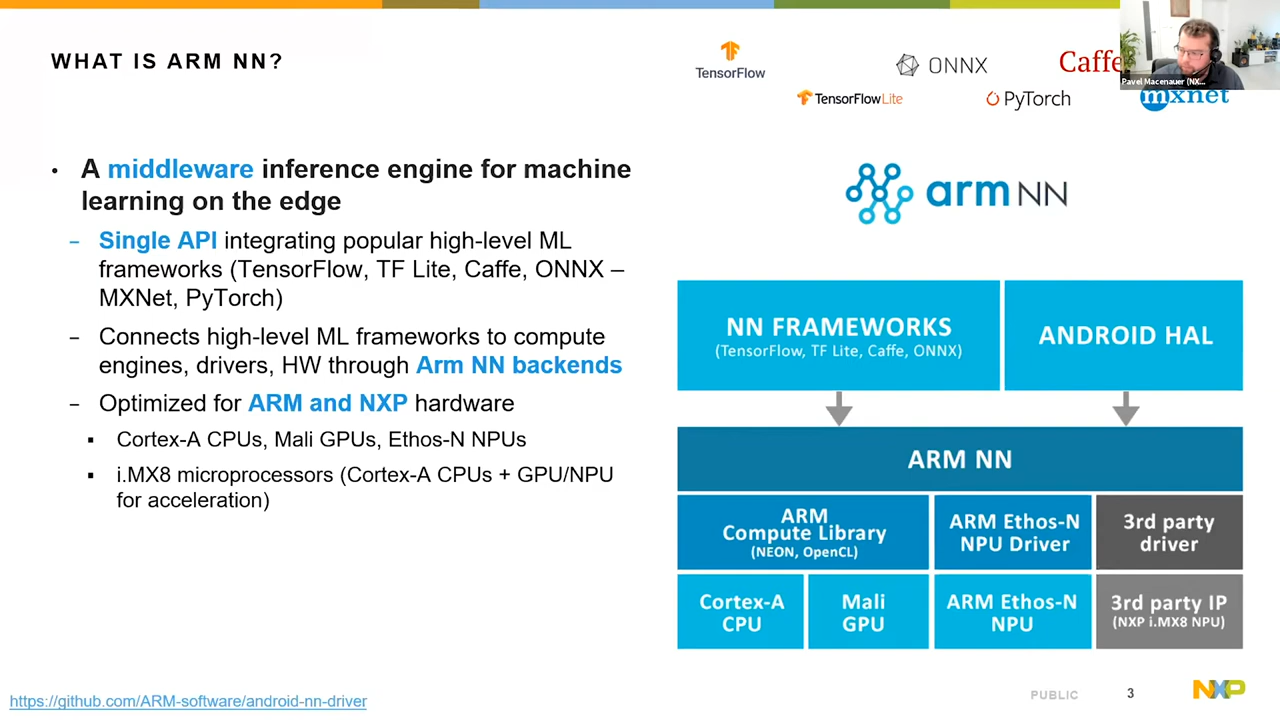 WHAT IS ARM NN?
TensorFlow
ONNX
Caffe
TensorFlow Lite
PyTorch
mxnet
Pavel Macenauer (NX...
• A middleware inference engine for machine
learning on the edge
– Single API integrating popular high-level ML
frameworks (TensorFlow, TF Lite, Caffe, ONNX –
MXNet, PyTorch)
– Connects high-level ML frameworks to compute
engines, drivers, HW through Arm NN backends
– Optimized for ARM and NXP hardware
▪ Cortex-A CPUs, Mali GPUs, Ethos-N NPUs
▪ i.MX8 microprocessors (Cortex-A CPUs + GPU/NPU
for acceleration)
arm NN
NN FRAMEWORKS
(TensorFlow, TF Lite, Caffe, ONNX)
ANDROID HAL
ARM NN
ARM
Compute Library
(NEON, OpenCL)
ARM Ethos-N
NPU Driver
3rd party
driver
Cortex-A
CPU
Mali
GPU
ARM Ethos-N
NPU
3rd party IP
(NXP i.MX8 NPU)
https://github.com/ARM-software/android-nn-driver
PUBLIC
3
NXP